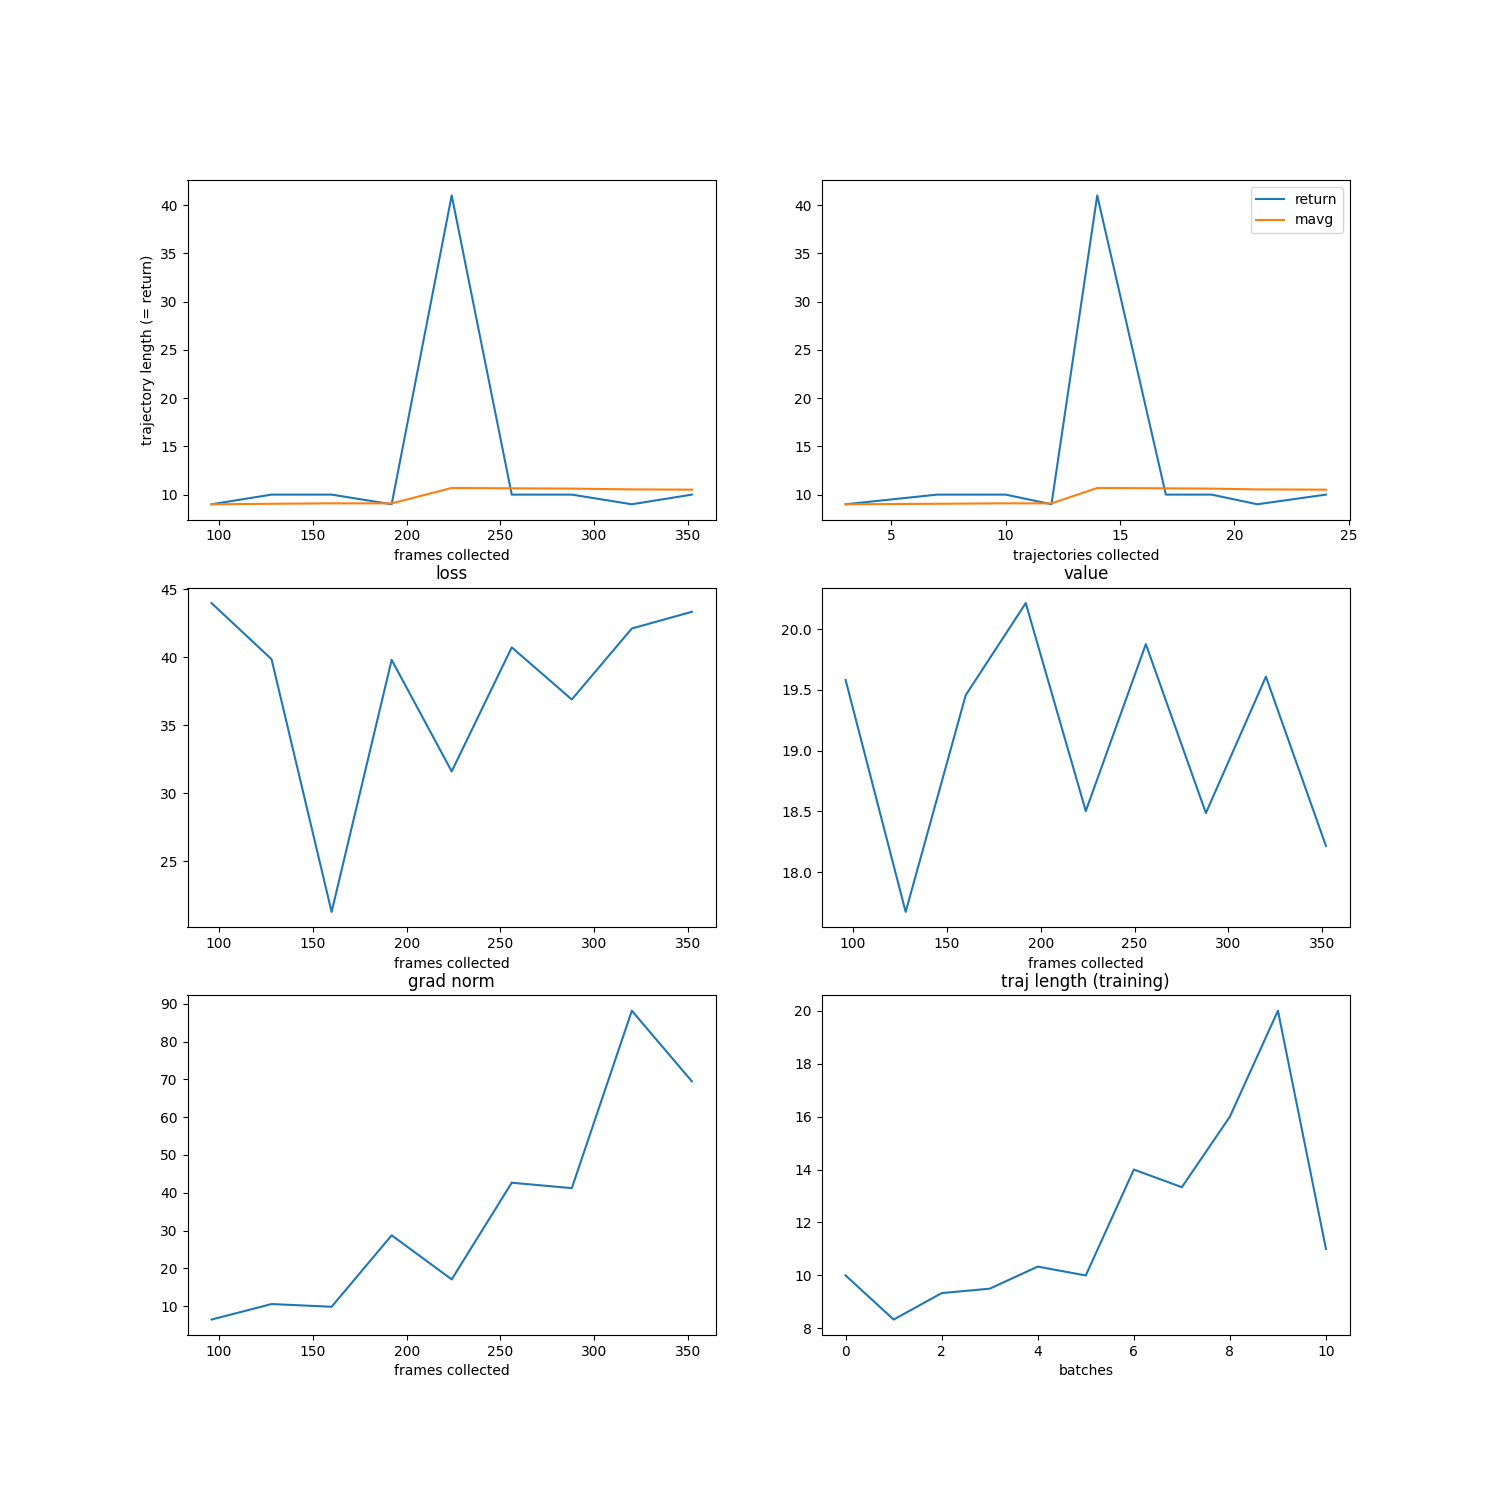 40
35
30
25
20
15
10
trajectory length (= return)
100 150 200 250 300 350
frames collected
40
35
30
25
20
15
10
return
mavg
5 10 15 20 25
trajectories collected
loss
45
40
35
30
25
100 150 200 250 300 350
frames collected
value
20.0
19.5
19.0
18.5
18.0
100 150 200 250 300 350
frames collected
grad norm
90
80
70
60
50
40
30
20
10
100 150 200 250 300 350
frames collected
traj length (training)
20
18
16
14
12
10
8
0 2 4 6 8 10
batches